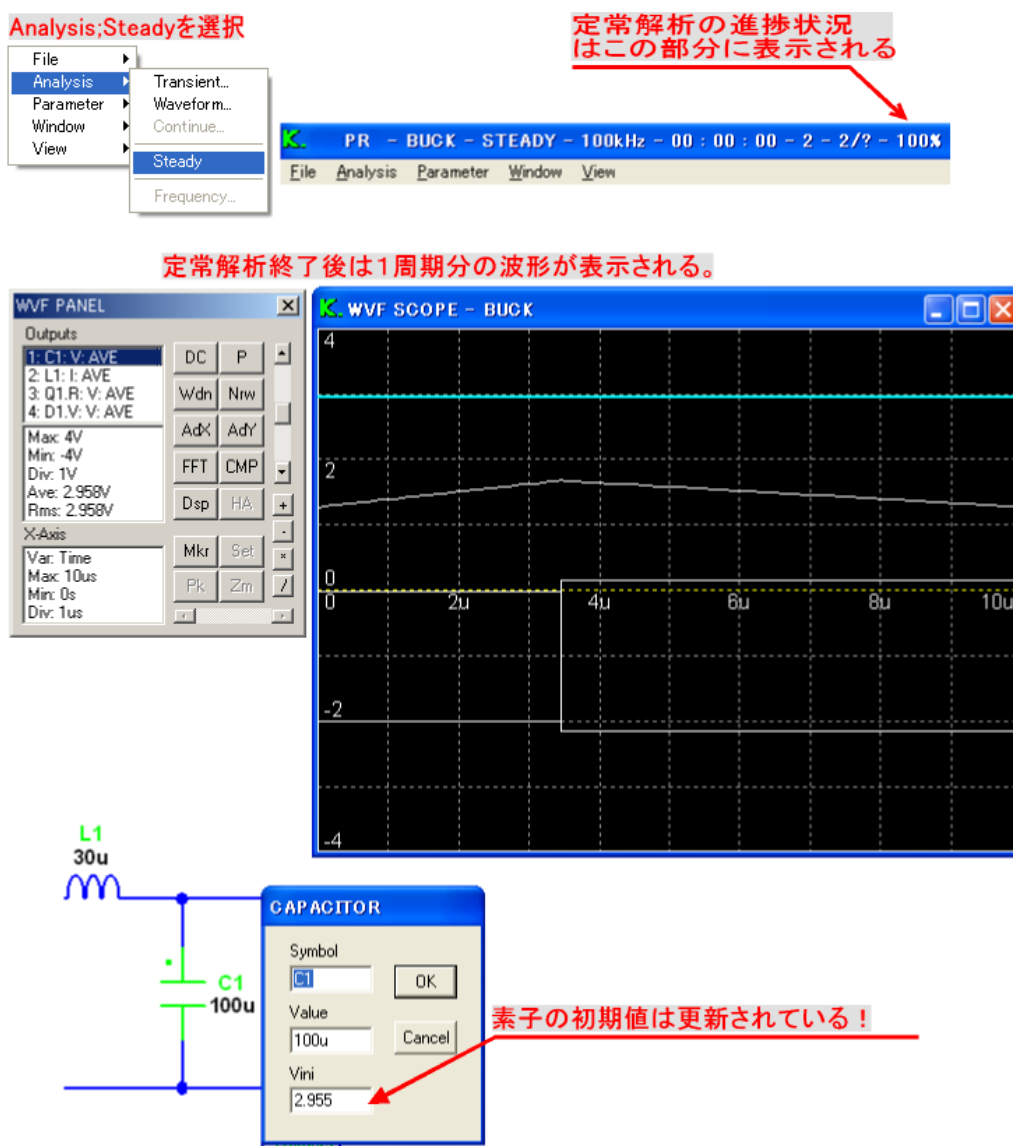 Analysis;Steadyを選択
定常解析の進捗状況
はこの部分に表示される
File
Analysis
Parameter
Window
View
Transient...
Waveform...
Continue...
Steady
Frequency...
K. PR - BUCK - STEADY - 100kHz - 00 : 00 : 00 - 2 - 2/? - 100%
File Analysis Parameter Window View
定常解析終了後は1周期分の波形が表示される。
WVF PANEL
Outputs
1: C1: V: AVE
2: L1: I: AVE
3: Q1.R: V: AVE
4: D1.V: V: AVE
Max: 4V
Min: -4V
Div: 1V
Ave: 2.958V
Rms: 2.958V
X-Axis
Var: Time
Max: 10us
Min: 0s
Div: 1us
DC P
Wdn Nrw
AdX AdY
FFT CMP
Dsp HA +
-
Mkr Set *
Pk Zm /
K. WVF SCOPE - BUCK
4
2
0
0 2u 4u 6u 8u 10u
-2
-4
L1
30u
C1
100u
CAPACITOR
Symbol
C1
OK
Value
100u
Cancel
Vini
2.955
素子の初期値は更新されている！